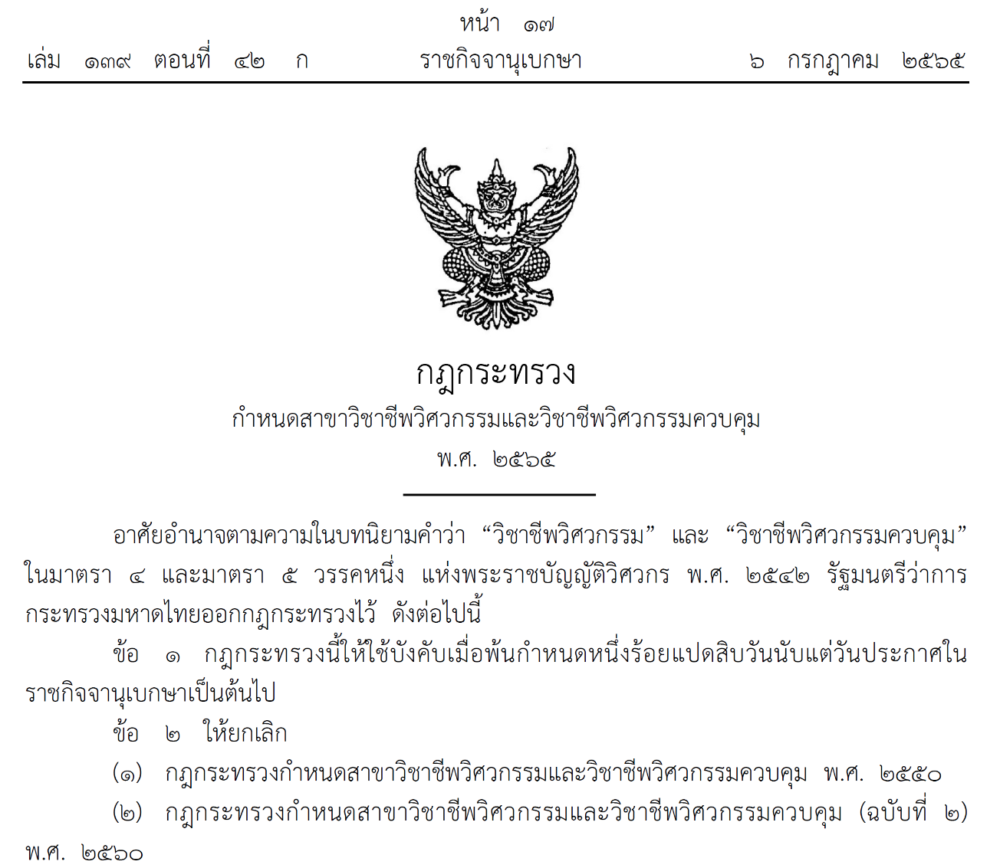 หน้า ๑๗
เล่ม ๑๓๙ ตอนที่ ๔๒ ก ราชกิจจานุเบกษา ๖ กรกฎาคม ๒๕๖๕
กฎกระทรวง
กำหนดสาขาวิชาชีพวิศวกรรมและวิชาชีพวิศวกรรมควบคุม
พ.ศ. ๒๕๖๕
อาศัยอำนาจตามความในบทนิยามคำว่า “วิชาชีพวิศวกรรม” และ “วิชาชีพวิศวกรรมควบคุม”
ในมาตรา ๔ และมาตรา ๕ วรรคหนึ่ง แห่งพระราชบัญญัติวิศวกร พ.ศ. ๒๕๔๒ รัฐมนตรีว่าการ
กระทรวงมหาดไทยออกกฎกระทรวงไว้ ดังต่อไปนี้
ข้อ ๑ กฎกระทรวงนี้ให้ใช้บังคับเมื่อพ้นกำหนดหนึ่งร้อยแปดสิบวันนับแต่วันประกาศใน
ราชกิจจานุเบกษาเป็นต้นไป
ข้อ ๒ ให้ยกเลิก
(๑) กฎกระทรวงกำหนดสาขาวิชาชีพวิศวกรรมและวิชาชีพวิศวกรรมควบคุม พ.ศ. ๒๕๕๐
(๒) กฎกระทรวงกำหนดสาขาวิชาชีพวิศวกรรมและวิชาชีพวิศวกรรมควบคุม (ฉบับที่ ๒)
พ.ศ. ๒๕๖๐